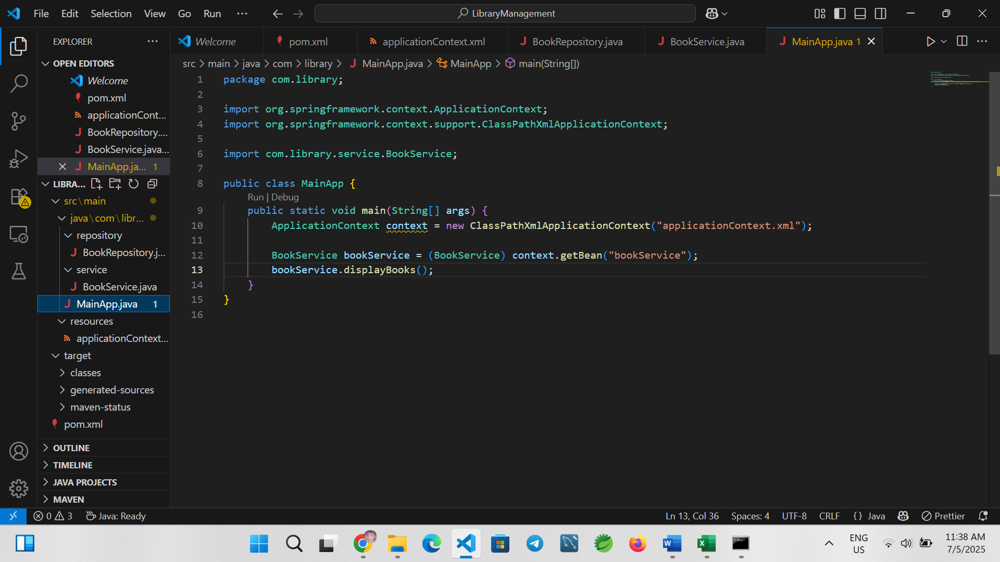 File Edit Selection View Go Run ··· LibraryManagement
EXPLORER ···
OPEN EDITORS
Welcome
pom.xml
applicationCont...
BookRepository....
BookService.java...
MainApp.ja... 1
LIBRA...
src\main
java\com\libr...
repository
BookRepository.j...
service
BookService.java
MainApp.java 1
resources
applicationContext...
target
classes
generated-sources
maven-status
pom.xml
OUTLINE
TIMELINE
JAVA PROJECTS
MAVEN
Welcome pom.xml applicationContext.xml BookRepository.java BookService.java MainApp.java 1
src > main > java > com > library > MainApp.java > MainApp > main(String[])
1 package com.library;
2
3 import org.springframework.context.ApplicationContext;
4 import org.springframework.context.support.ClassPathXmlApplicationContext;
5
6 import com.library.service.BookService;
7
8 public class MainApp {
Run | Debug
9 public static void main(String[] args) {
10 ApplicationContext context = new ClassPathXmlApplicationContext("applicationContext.xml");
11
12 BookService bookService = (BookService) context.getBean("bookService");
13 bookService.displayBooks();
14 }
15 }
16
0 3 Java: Ready Ln 13, Col 36 Spaces: 4 UTF-8 CRLF {} Java Prettier
ENG
US
11:38 AM
7/5/2025